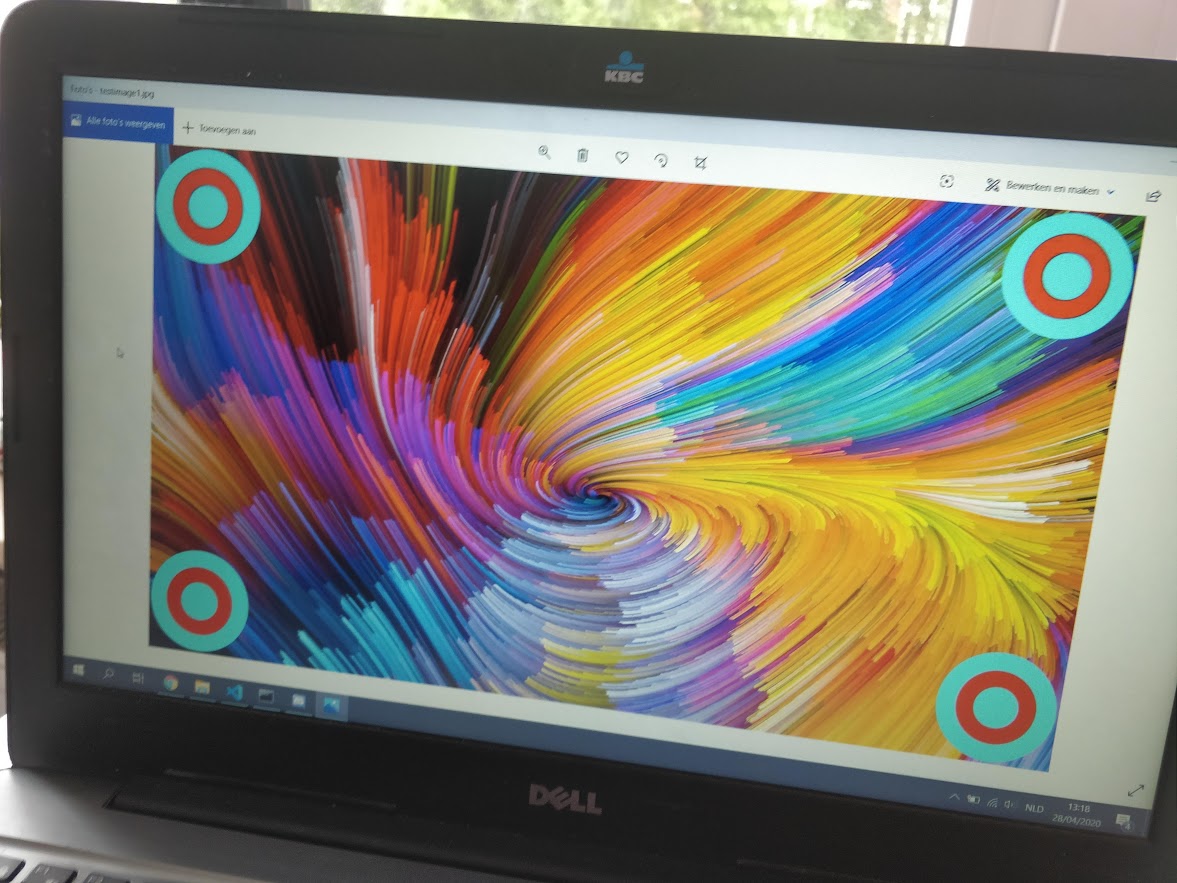 KBC
Foto's - testimage1.jpg
Alle foto's weergeven
Toevoegen aan
Bewerken en maken
NLD
13:18
28/04/2020
4
DELL